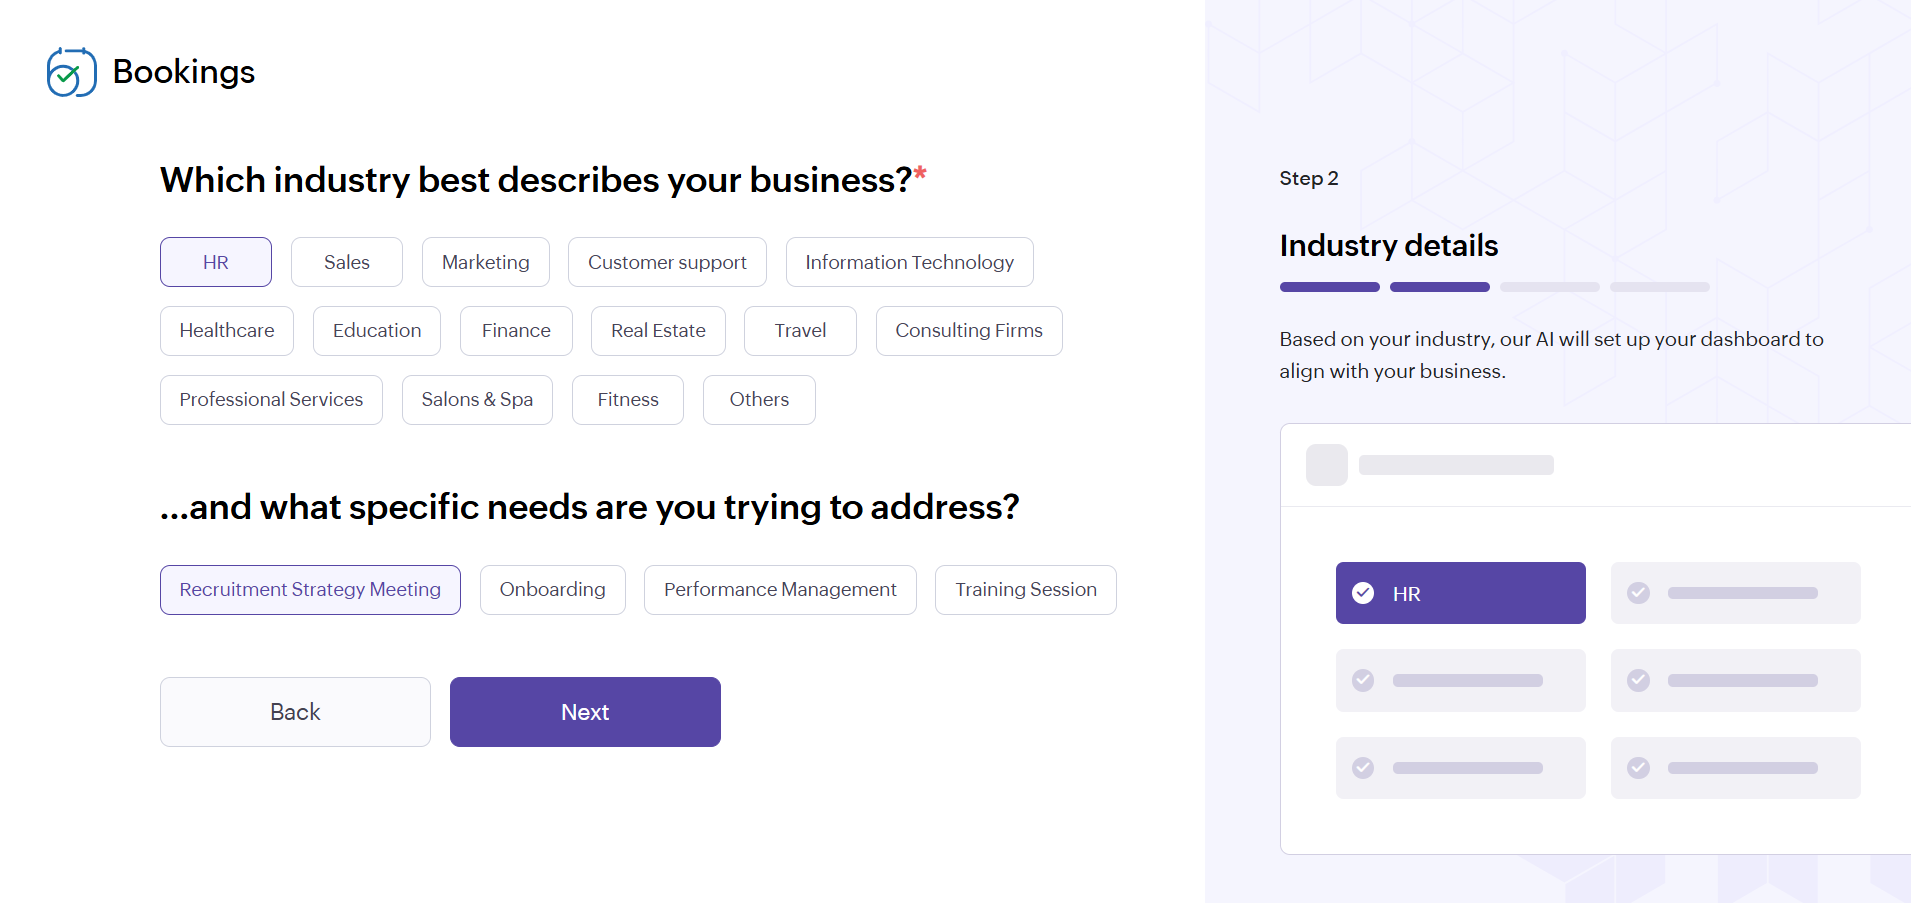 Bookings
Which industry best describes your business?*
HR
Sales
Marketing
Customer support
Information Technology
Healthcare
Education
Finance
Real Estate
Travel
Consulting Firms
Professional Services
Salons & Spa
Fitness
Others
...and what specific needs are you trying to address?
Recruitment Strategy Meeting
Onboarding
Performance Management
Training Session
Back
Next
Step 2
Industry details
Based on your industry, our AI will set up your dashboard to
align with your business.
HR